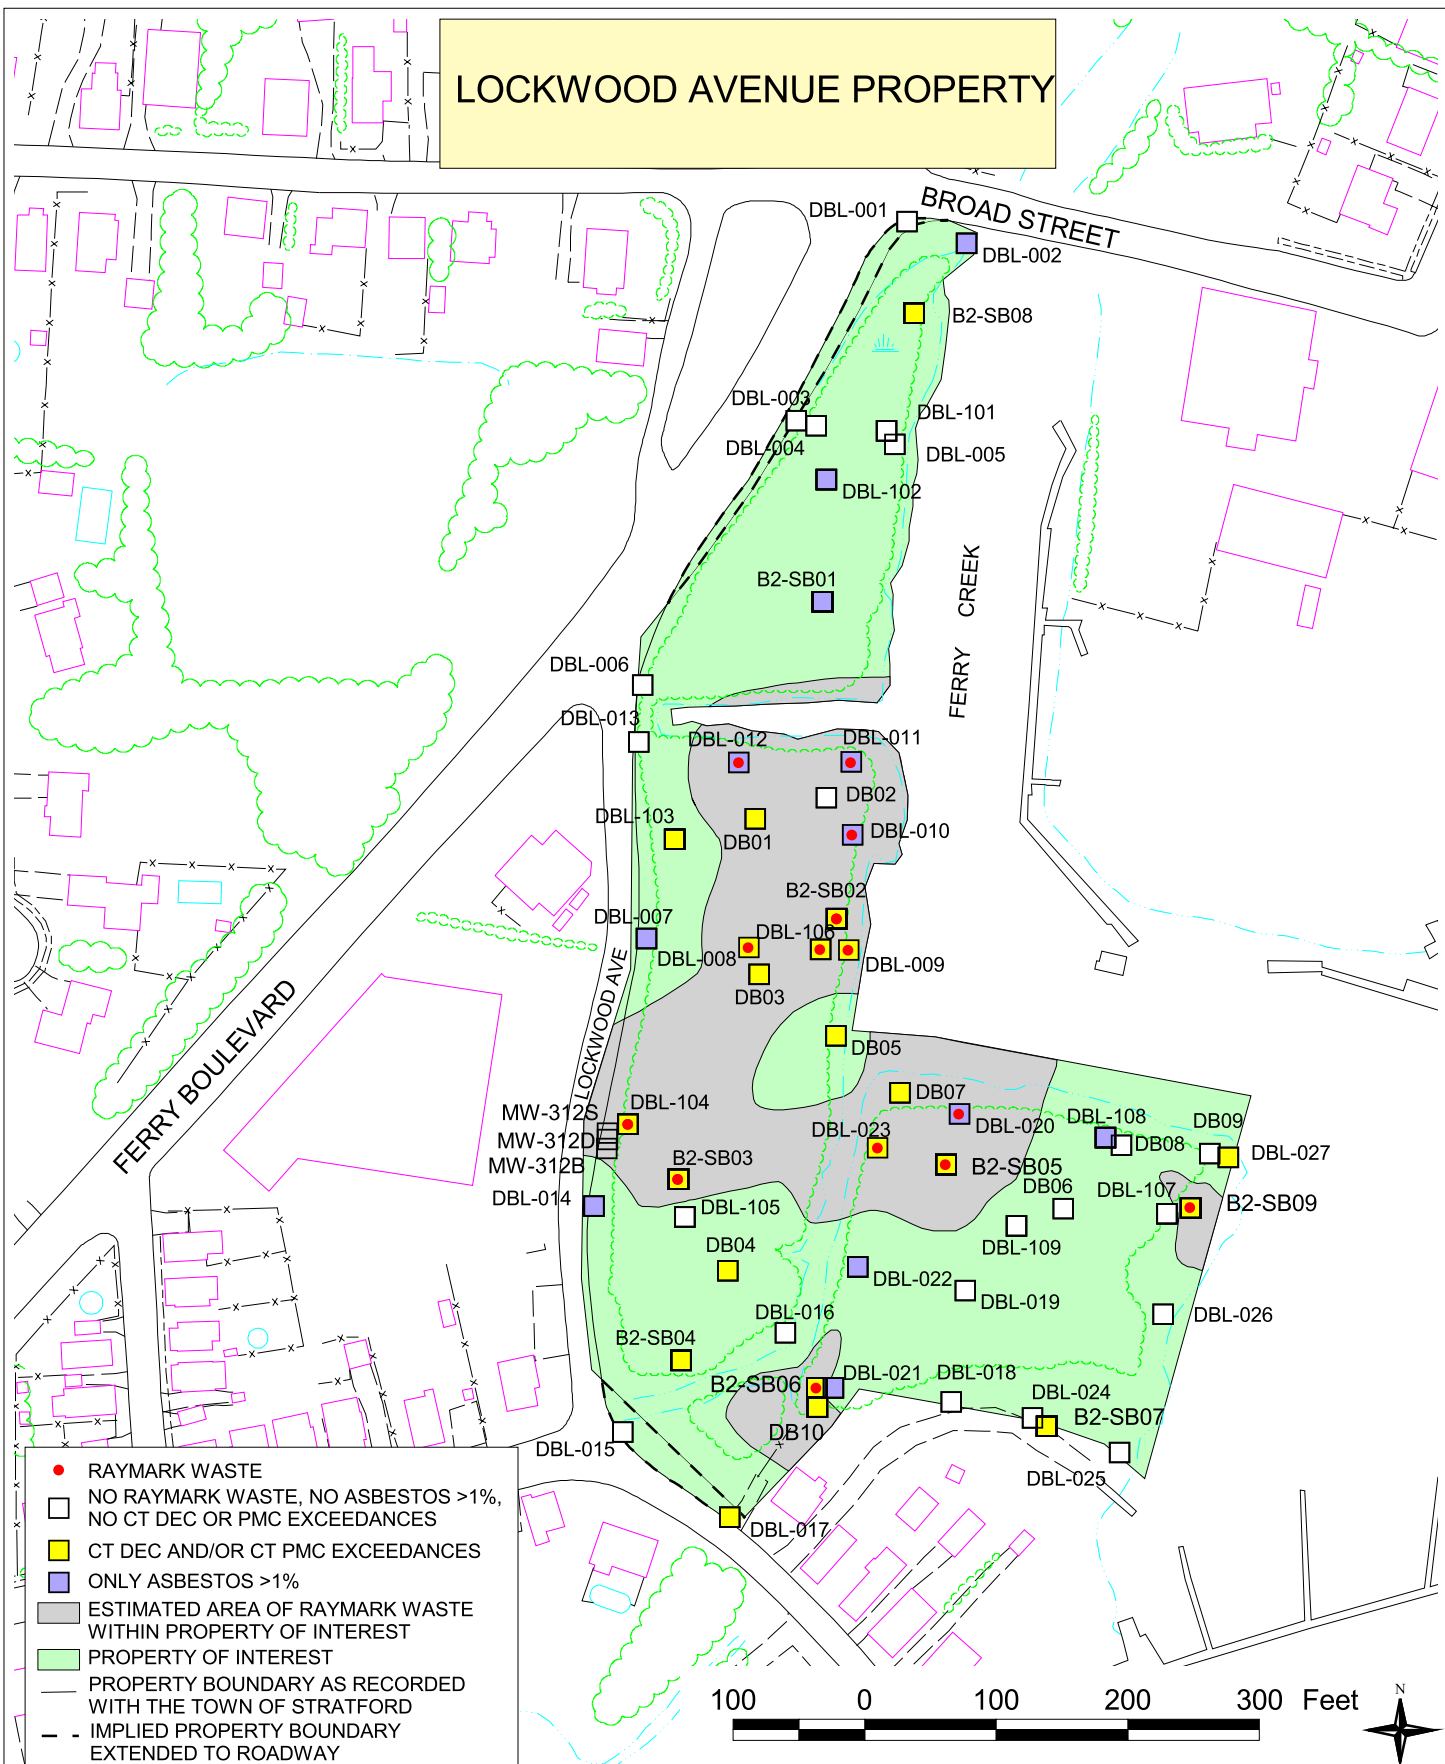 LOCKWOOD AVENUE PROPERTY
BROAD STREET
DBL-001
DBL-002
B2-SB08
DBL-003
DBL-101
DBL-004
DBL-005
DBL-102
B2-SB01
FERRY CREEK
DBL-006
DBL-013
DBL-012
DBL-011
DB02
DBL-103
DB01
DBL-010
B2-SB02
DBL-007
DBL-106
DBL-008
DBL-009
DB03
LOCKWOOD AVE
FERRY BOULEVARD
DB05
DB07
MW-312S
DBL-104
DBL-020
DBL-108
DB09
MW-312D
DBL-023
DB08
DBL-027
MW-312B
B2-SB03
B2-SB05
DBL-014
DB06
DBL-107
B2-SB09
DBL-105
DBL-109
DB04
DBL-022
DBL-019
DBL-026
DBL-016
B2-SB04
B2-SB06
DBL-021
DBL-018
DBL-024
B2-SB07
DB10
DBL-015
DBL-025
DBL-017
RAYMARK WASTE
NO RAYMARK WASTE, NO ASBESTOS >1%,
NO CT DEC OR PMC EXCEEDANCES
CT DEC AND/OR CT PMC EXCEEDANCES
ONLY ASBESTOS >1%
ESTIMATED AREA OF RAYMARK WASTE
WITHIN PROPERTY OF INTEREST
PROPERTY OF INTEREST
PROPERTY BOUNDARY AS RECORDED
WITH THE TOWN OF STRATFORD
IMPLIED PROPERTY BOUNDARY
EXTENDED TO ROADWAY
100 0 100 200 300 Feet
N